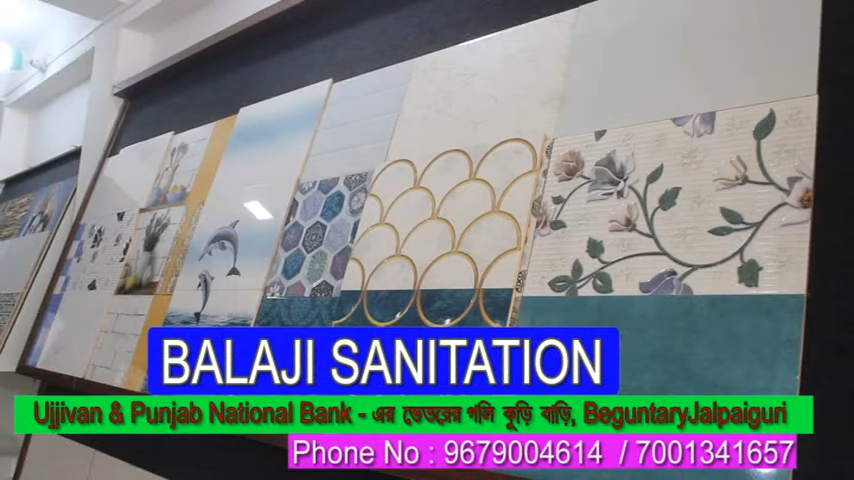 BALAJI SANITATION
Ujjivan & Punjab National Bank - এর ভেতরের গলি কুড়ি বাড়ি, BeguntaryJalpaiguri
Phone No : 9679004614 / 7001341657